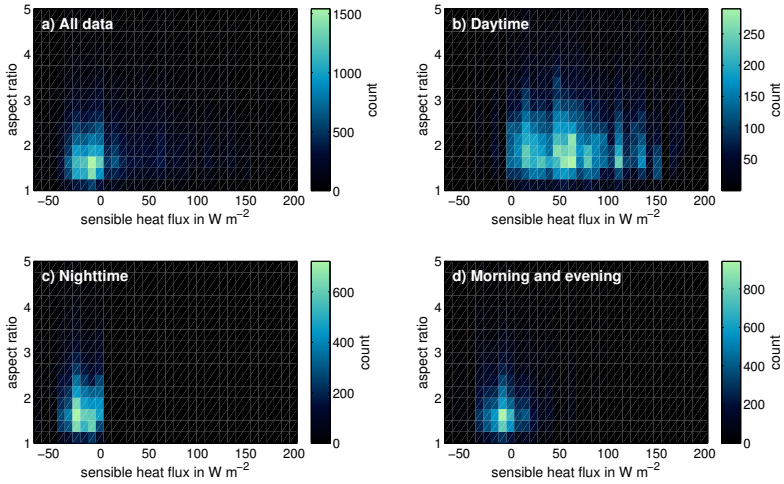 a) All data
5
4
3
2
1
aspect ratio
-50 0 50 100 150 200
sensible heat flux in W m⁻²
1500
1000
500
0
count
b) Daytime
5
4
3
2
1
aspect ratio
-50 0 50 100 150 200
sensible heat flux in W m⁻²
250
200
150
100
50
count
c) Nighttime
5
4
3
2
1
aspect ratio
-50 0 50 100 150 200
sensible heat flux in W m⁻²
600
400
200
0
count
d) Morning and evening
5
4
3
2
1
aspect ratio
-50 0 50 100 150 200
sensible heat flux in W m⁻²
800
600
400
200
0
count